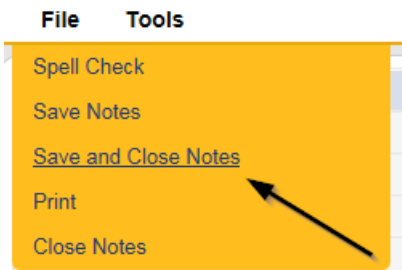 File Tools
Spell Check
Save Notes
Save and Close Notes
Print
Close Notes